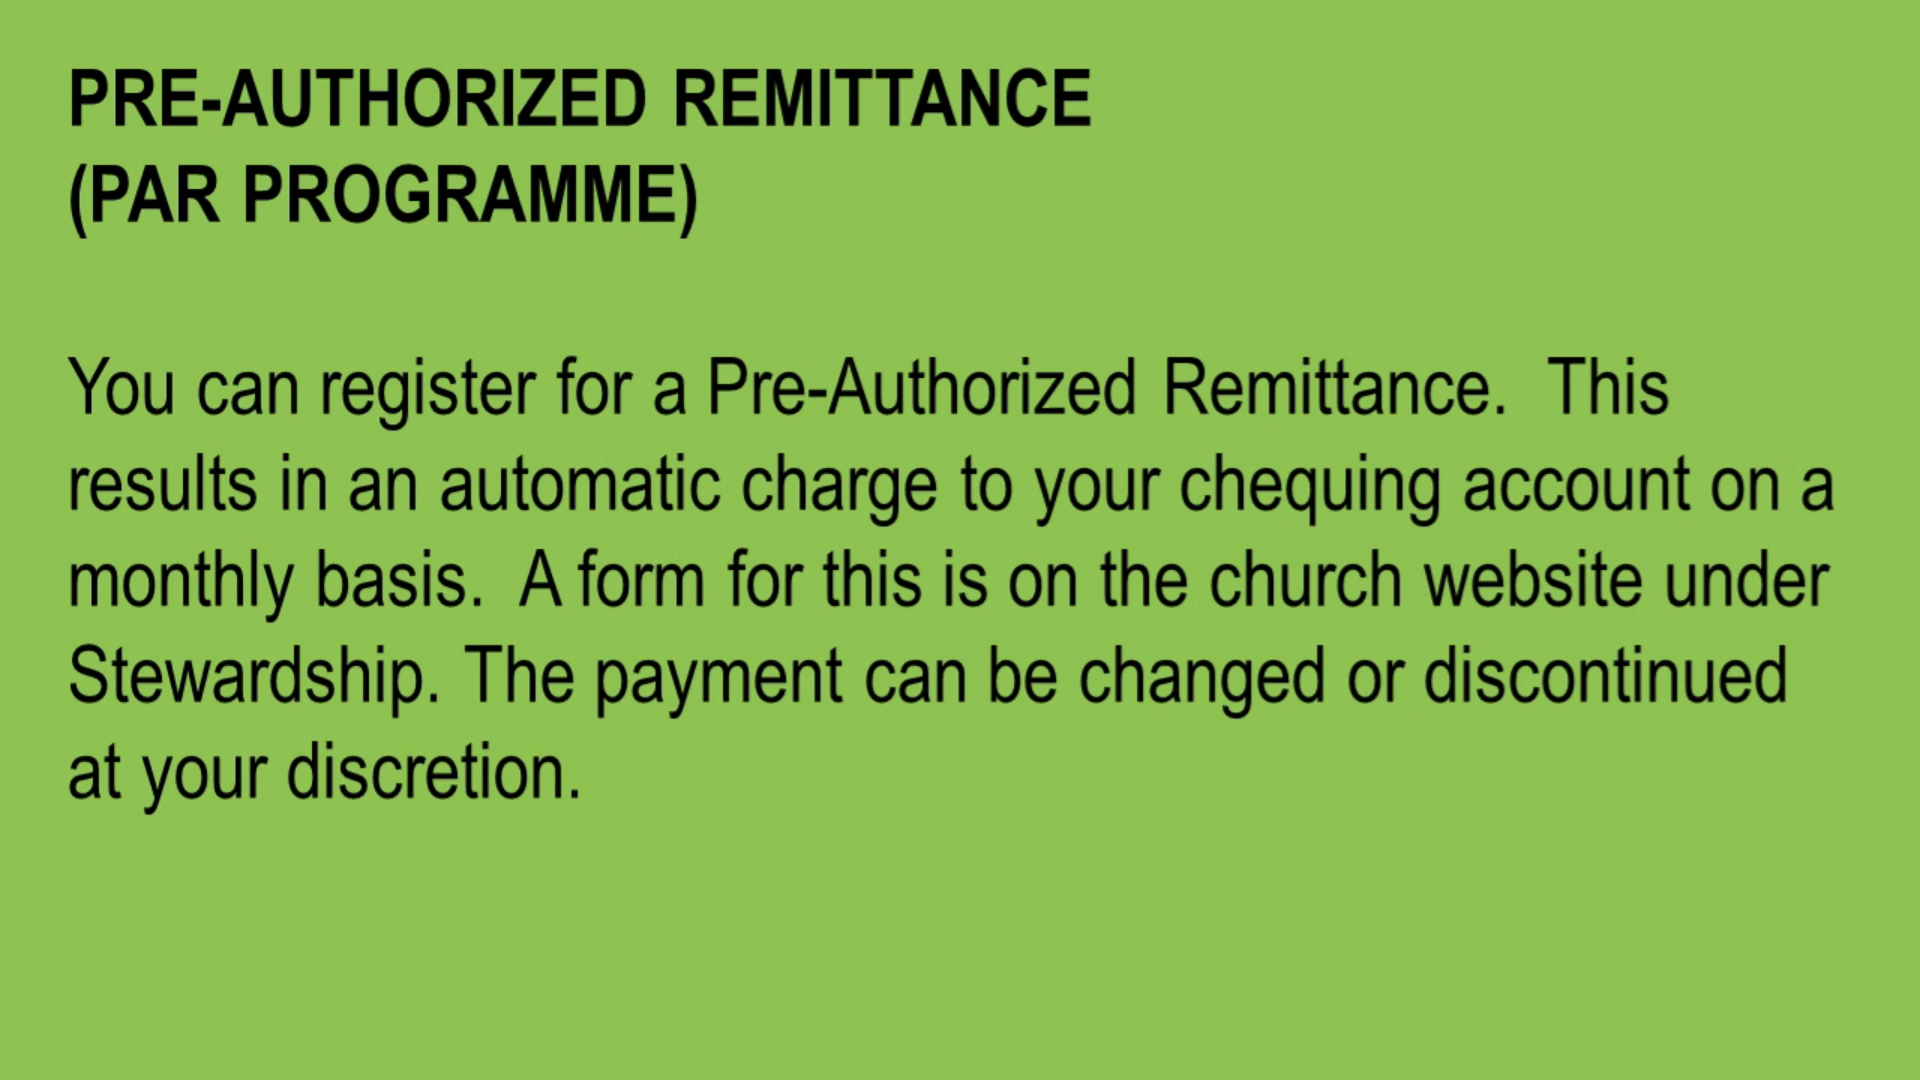 PRE-AUTHORIZED REMITTANCE
(PAR PROGRAMME)
You can register for a Pre-Authorized Remittance.  This
results in an automatic charge to your chequing account on a
monthly basis.  A form for this is on the church website under
Stewardship. The payment can be changed or discontinued
at your discretion.